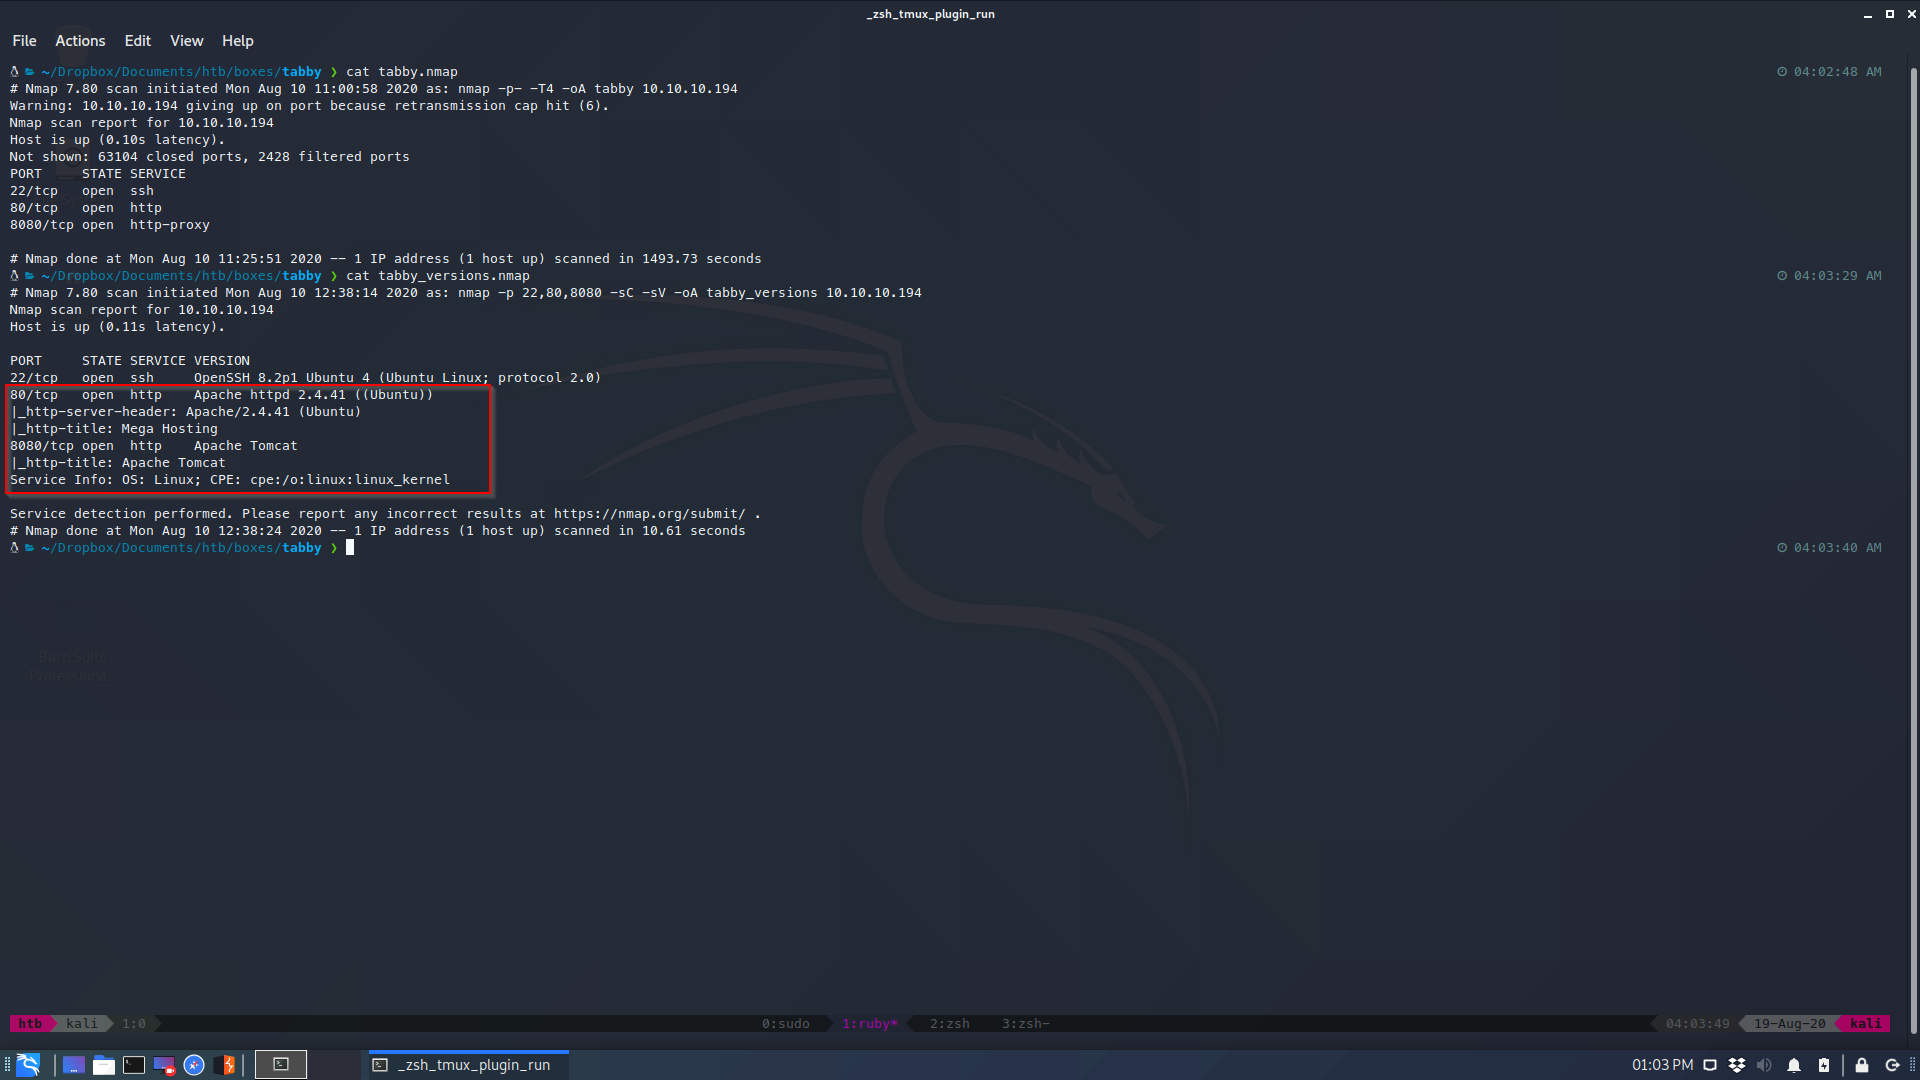 _zsh_tmux_plugin_run
File Actions Edit View Help
~/Dropbox/Documents/htb/boxes/tabby ❯ cat tabby.nmap 04:02:48 AM
# Nmap 7.80 scan initiated Mon Aug 10 11:00:58 2020 as: nmap -p- -T4 -oA tabby 10.10.10.194
Warning: 10.10.10.194 giving up on port because retransmission cap hit (6).
Nmap scan report for 10.10.10.194
Host is up (0.10s latency).
Not shown: 63104 closed ports, 2428 filtered ports
PORT     STATE SERVICE
22/tcp   open  ssh
80/tcp   open  http
8080/tcp open  http-proxy
# Nmap done at Mon Aug 10 11:25:51 2020 -- 1 IP address (1 host up) scanned in 1493.73 seconds
~/Dropbox/Documents/htb/boxes/tabby ❯ cat tabby_versions.nmap 04:03:29 AM
# Nmap 7.80 scan initiated Mon Aug 10 12:38:14 2020 as: nmap -p 22,80,8080 -sC -sV -oA tabby_versions 10.10.10.194
Nmap scan report for 10.10.10.194
Host is up (0.11s latency).
PORT     STATE SERVICE VERSION
22/tcp   open  ssh     OpenSSH 8.2p1 Ubuntu 4 (Ubuntu Linux; protocol 2.0)
80/tcp   open  http    Apache httpd 2.4.41 ((Ubuntu))
|_http-server-header: Apache/2.4.41 (Ubuntu)
|_http-title: Mega Hosting
8080/tcp open  http    Apache Tomcat
|_http-title: Apache Tomcat
Service Info: OS: Linux; CPE: cpe:/o:linux:linux_kernel
Service detection performed. Please report any incorrect results at https://nmap.org/submit/ .
# Nmap done at Mon Aug 10 12:38:24 2020 -- 1 IP address (1 host up) scanned in 10.61 seconds
~/Dropbox/Documents/htb/boxes/tabby ❯ 04:03:40 AM
Burp Suite
htb kali 1:0 0:sudo 1:ruby* 2:zsh 3:zsh- 04:03:49 19-Aug-20 kali
_zsh_tmux_plugin_run 01:03 PM